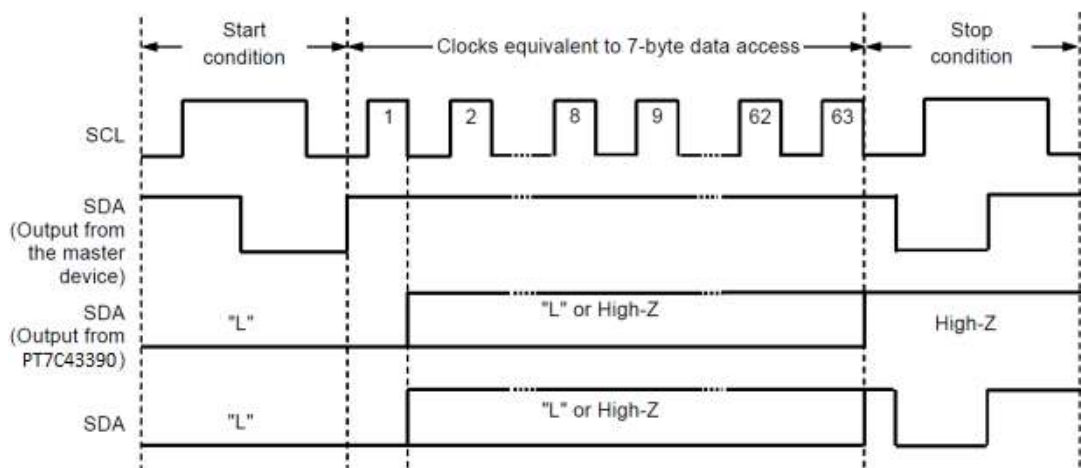 Start
condition
Clocks equivalent to 7-byte data access
Stop
condition
SCL
1
2
8
9
62
63
SDA
(Output from
the master
device)
SDA
(Output from
PT7C43390)
"L"
"L" or High-Z
High-Z
SDA
"L"
"L" or High-Z